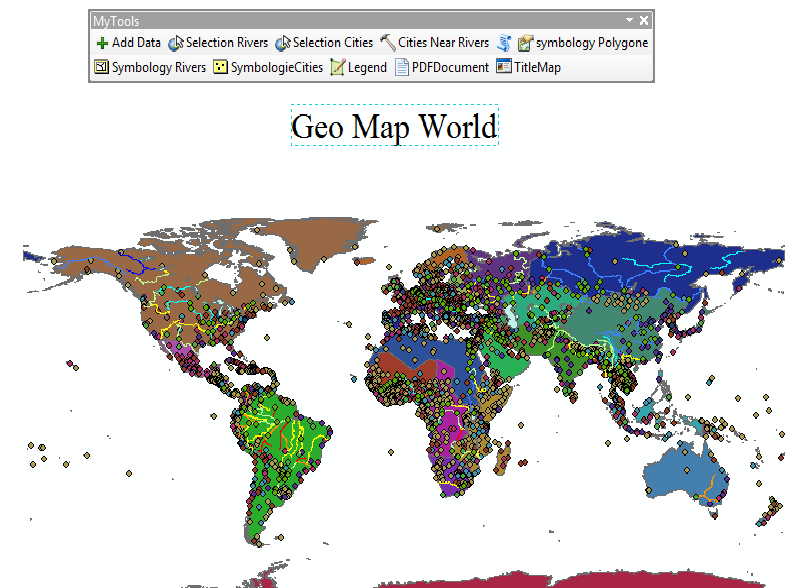 MyTools
Add Data Selection Rivers Selection Cities Cities Near Rivers symbology Polygone
Symbology Rivers SymbologieCities Legend PDFDocument TitleMap
Geo Map World